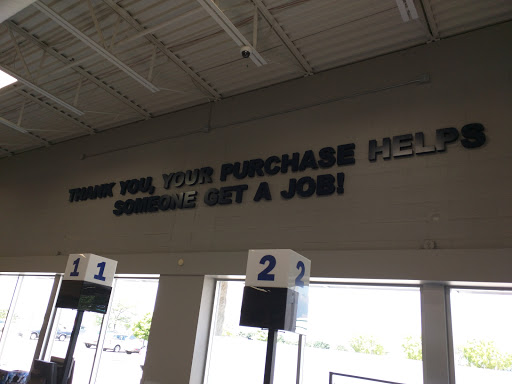 THANK YOU, YOUR PURCHASE HELPS
SOMEONE GET A JOB!
1 1
2 2